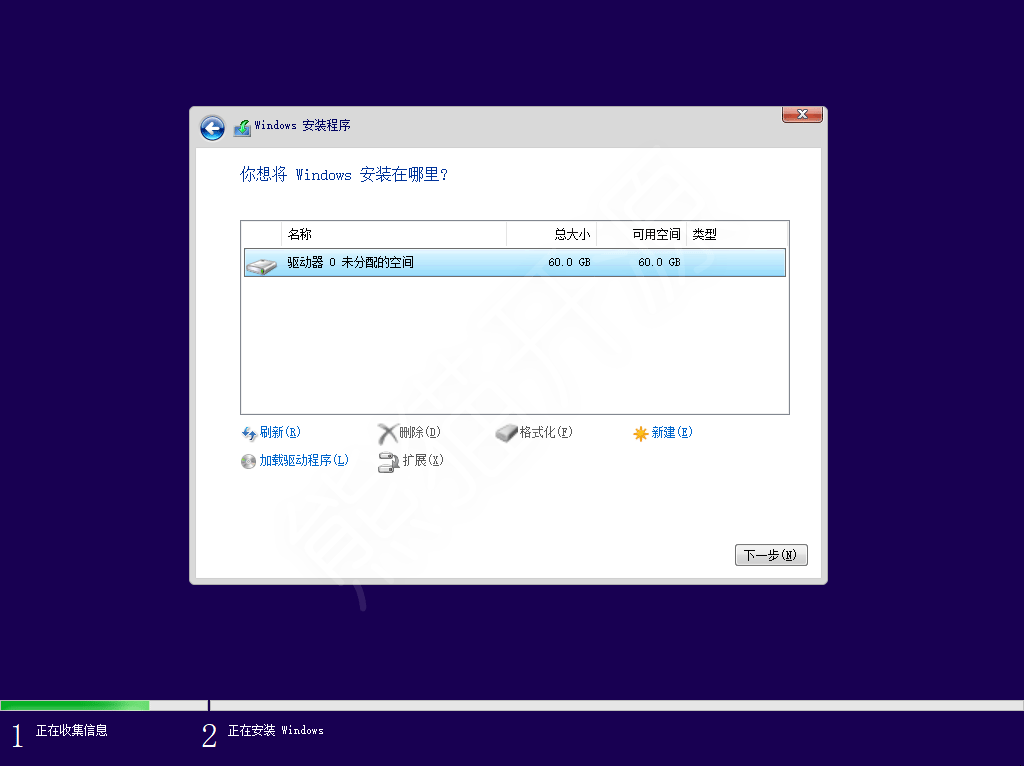 Windows 安装程序
你想将 Windows 安装在哪里?
名称 总大小 可用空间 类型
驱动器 0 未分配的空间 60.0 GB 60.0 GB
刷新(R) 删除(D) 格式化(F) 新建(E)
加载驱动程序(L) 扩展(X)
下一步(N)
1 正在收集信息 2 正在安装 Windows